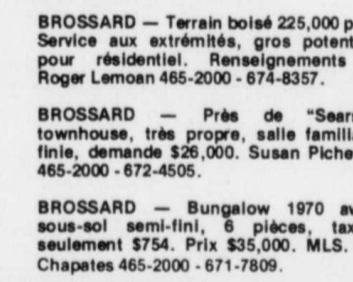 BROSSARD — Terrain boisé 225,000 p
Service aux extrémités, gros potent
pour résidentiel. Renseignements
Roger Lemoan 465-2000 - 674-8357.
BROSSARD — Près de "Sear
townhouse, très propre, salle famili
finie, demande $26,000. Susan Piche
465-2000 - 672-4505.
BROSSARD — Bungalow 1970 av
sous-sol semi-fini, 6 pièces, tax
seulement $754. Prix $35,000. MLS.
Chapates 465-2000 - 671-7809.